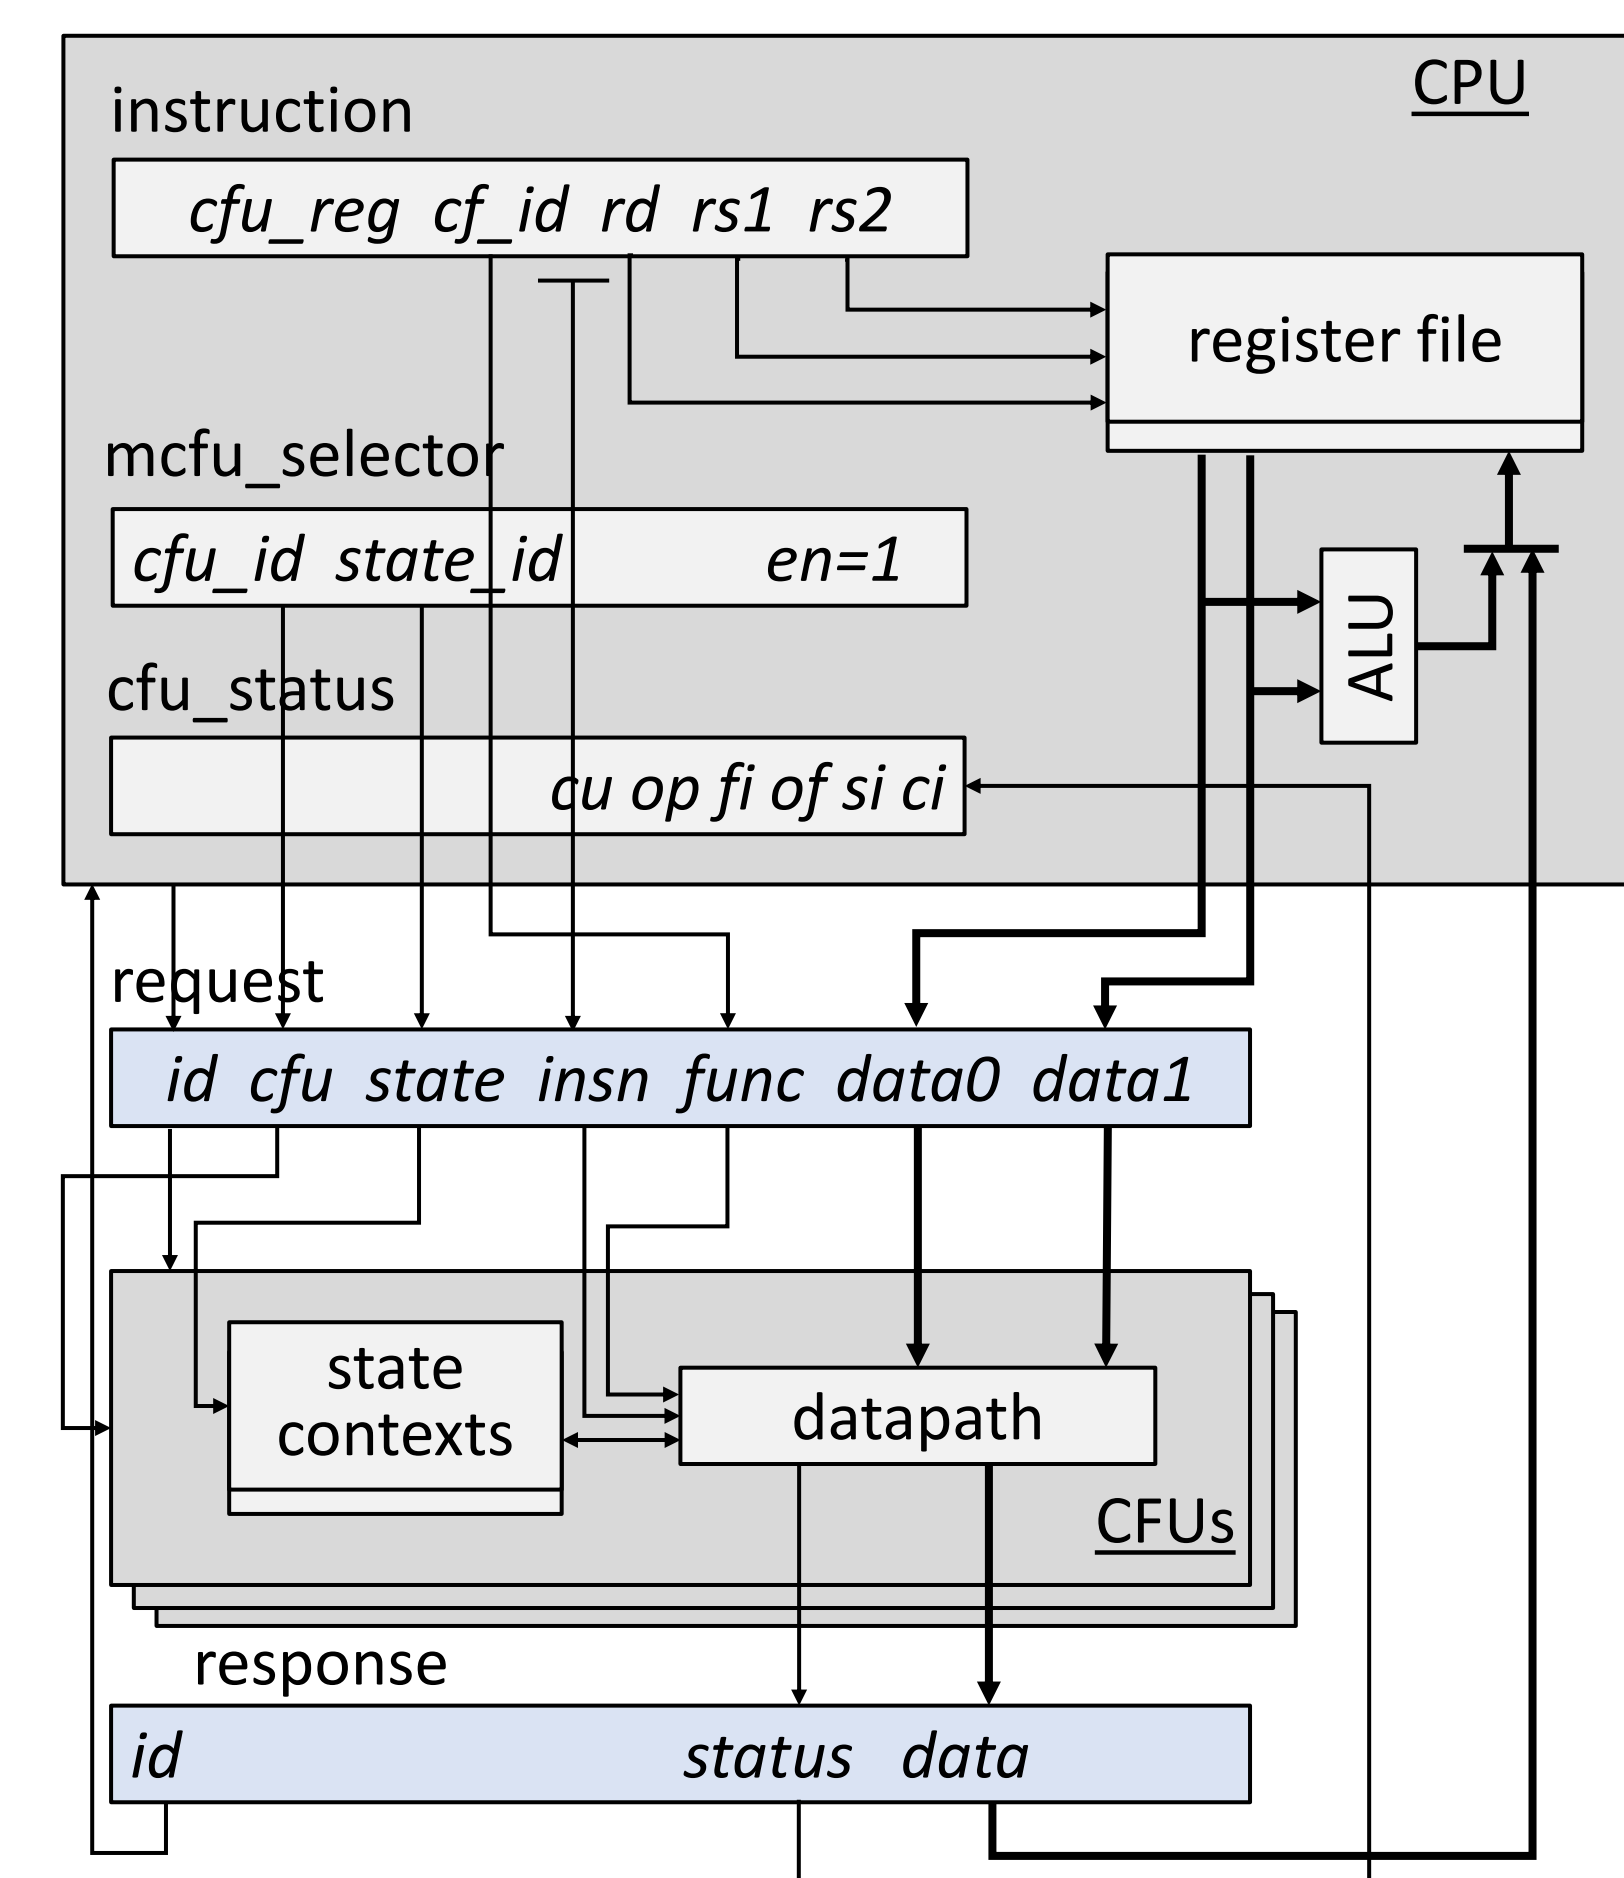 CPU
instruction
cfu_reg cf_id rd rs1 rs2
register file
mcfu_selector
cfu_id state_id en=1
ALU
cfu_status
cu op fi of si ci
request
id cfu state insn func data0 data1
state
contexts
datapath
CFUs
response
id status data